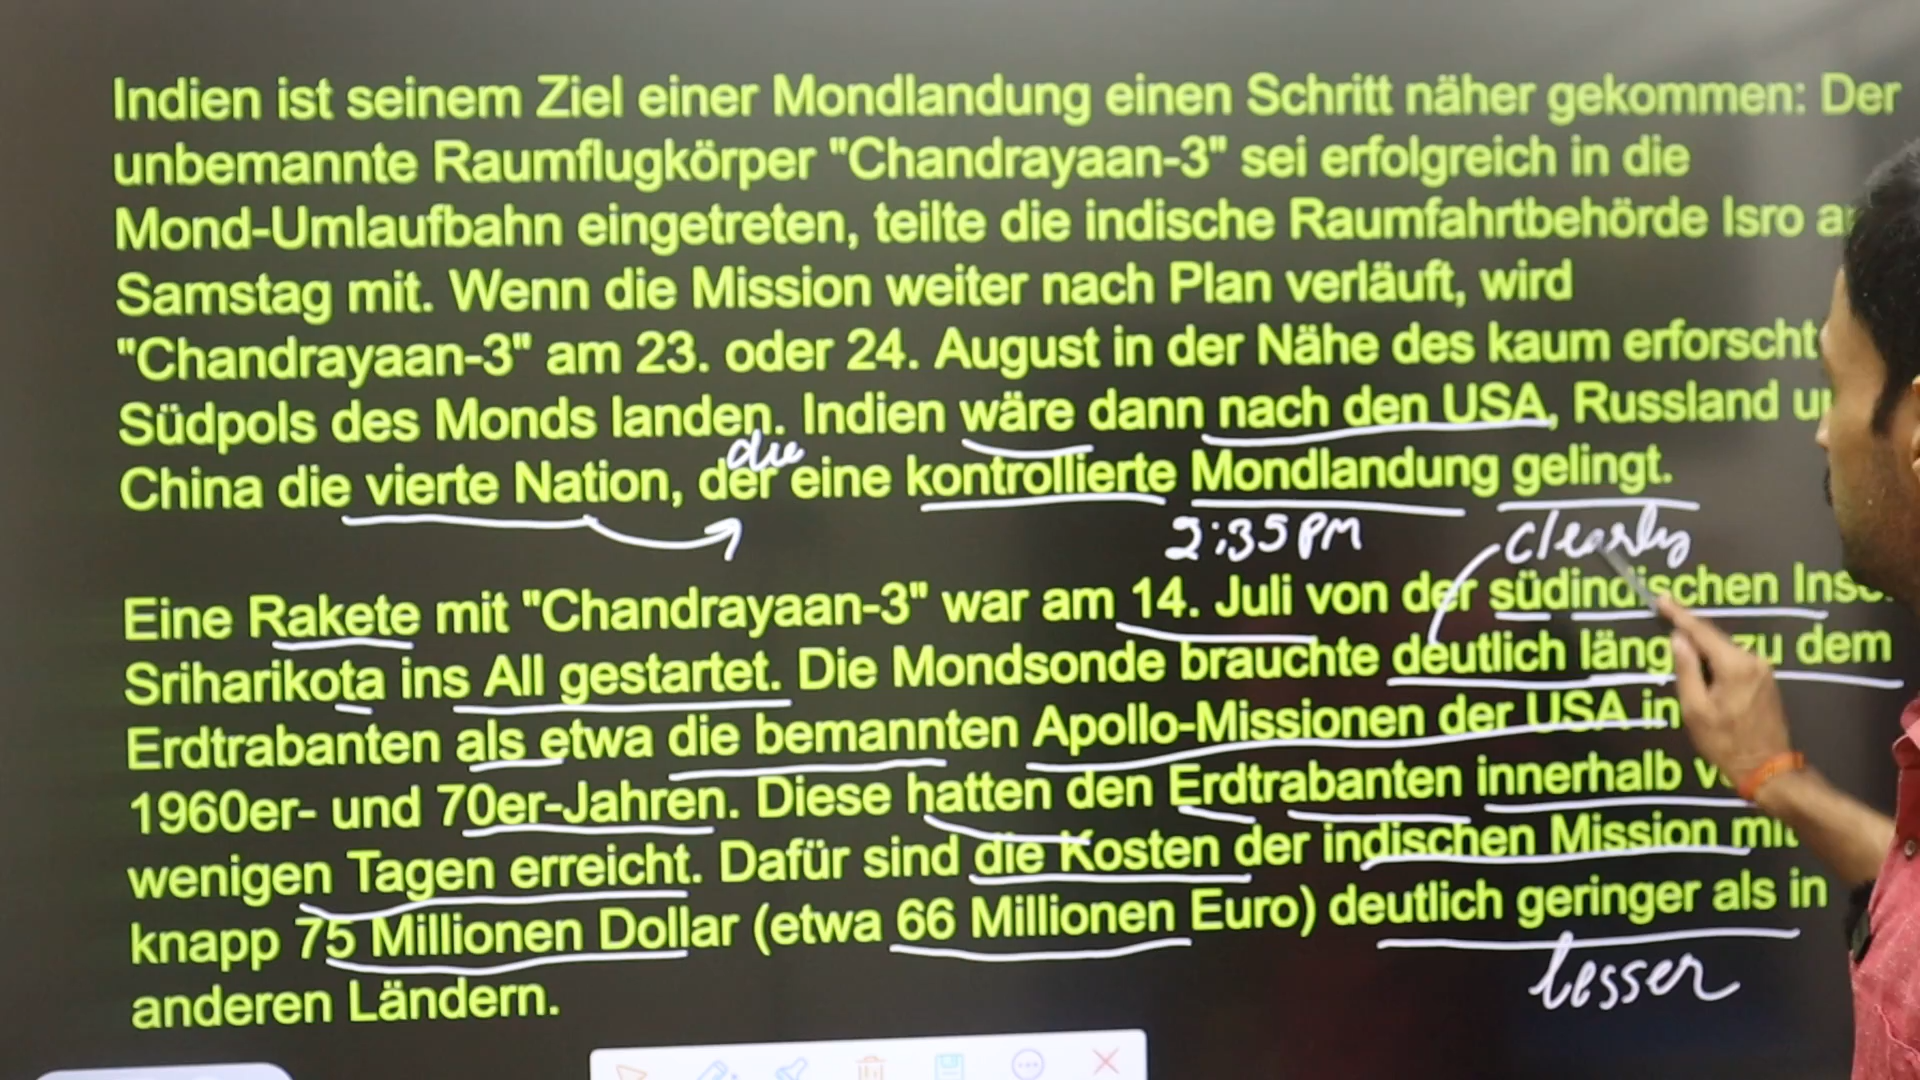 Indien ist seinem Ziel einer Mondlandung einen Schritt näher gekommen: Der
unbemannte Raumflugkörper "Chandrayaan-3" sei erfolgreich in die
Mond-Umlaufbahn eingetreten, teilte die indische Raumfahrtbehörde Isro
Samstag mit. Wenn die Mission weiter nach Plan verläuft, wird
"Chandrayaan-3" am 23. oder 24. August in der Nähe des kaum
Südpols des Monds landen. Indien wäre dann nach den USA, Russland
die
China die vierte Nation, der eine kontrollierte Mondlandung gelingt.
2:35 PM clearly
Eine Rakete mit "Chandrayaan-3" war am 14. Juli von der südindischen
Sriharikota ins All gestartet. Die Mondsonde brauchte deutlich zu dem
Erdtrabanten als etwa die bemannten Apollo-Missionen der USA in
1960er- und 70er-Jahren. Diese hatten den Erdtrabanten innerhalb
wenigen Tagen erreicht. Dafür sind die Kosten der indischen Mission mit
knapp 75 Millionen Dollar (etwa 66 Millionen Euro) deutlich geringer als in
lesser
anderen Ländern.